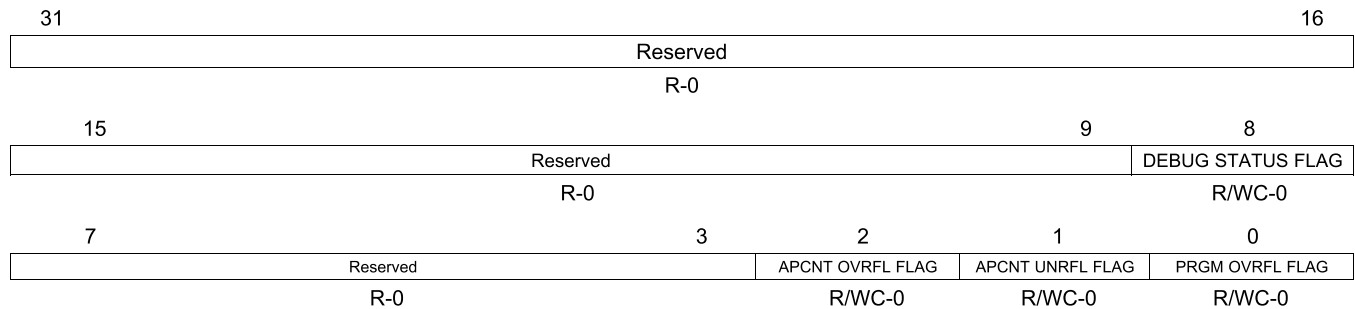 31 16
Reserved
R-0
15 9 8
Reserved DEBUG STATUS FLAG
R-0 R/WC-0
7 3 2 1 0
Reserved APCNT OVRFL FLAG APCNT UNRFL FLAG PRGM OVRFL FLAG
R-0 R/WC-0 R/WC-0 R/WC-0